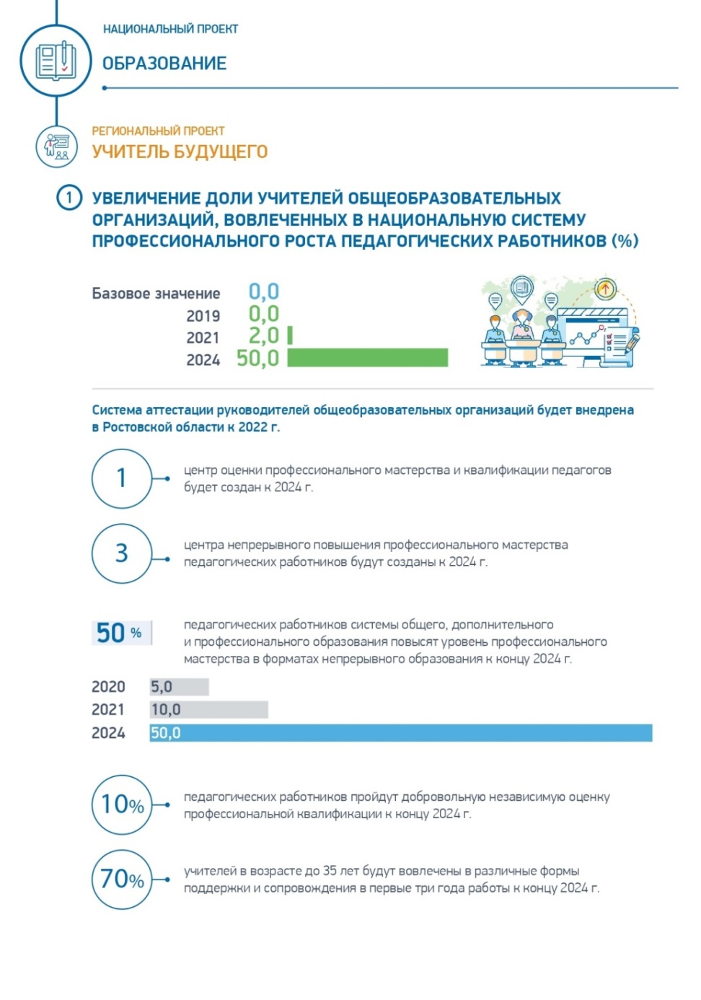 НАЦИОНАЛЬНЫЙ ПРОЕКТ
ОБРАЗОВАНИЕ
РЕГИОНАЛЬНЫЙ ПРОЕКТ
УЧИТЕЛЬ БУДУЩЕГО
1 УВЕЛИЧЕНИЕ ДОЛИ УЧИТЕЛЕЙ ОБЩЕОБРАЗОВАТЕЛЬНЫХ
ОРГАНИЗАЦИЙ, ВОВЛЕЧЕННЫХ В НАЦИОНАЛЬНУЮ СИСТЕМУ
ПРОФЕССИОНАЛЬНОГО РОСТА ПЕДАГОГИЧЕСКИХ РАБОТНИКОВ (%)
Базовое значение 0,0
2019 0,0
2021 2,0
2024 50,0
Система аттестации руководителей общеобразовательных организаций будет внедрена
в Ростовской области к 2022 г.
1
центр оценки профессионального мастерства и квалификации педагогов
будет создан к 2024 г.
3
центра непрерывного повышения профессионального мастерства
педагогических работников будут созданы к 2024 г.
50 %
педагогических работников системы общего, дополнительного
и профессионального образования повысят уровень профессионального
мастерства в форматах непрерывного образования к концу 2024 г.
2020 5,0
2021 10,0
2024 50,0
10%
педагогических работников пройдут добровольную независимую оценку
профессиональной квалификации к концу 2024 г.
70%
учителей в возрасте до 35 лет будут вовлечены в различные формы
поддержки и сопровождения в первые три года работы к концу 2024 г.